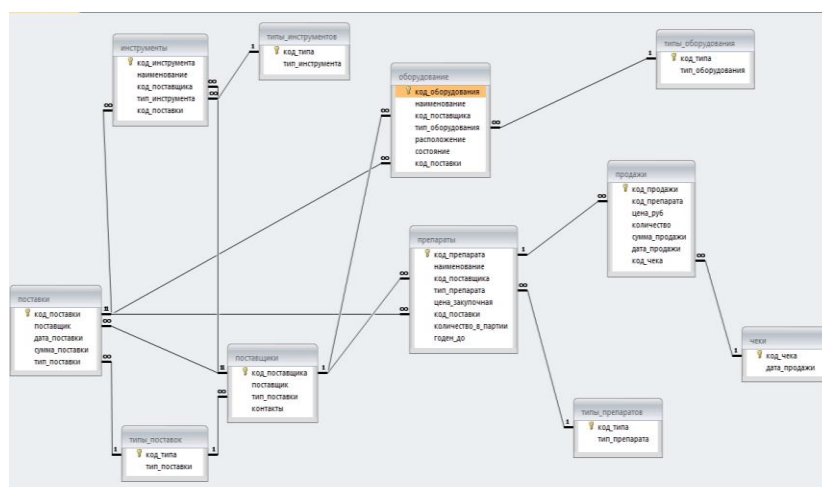 инструменты
код_инструмента
наименование
код_поставщика
тип_инструмента
код_поставки
типы_инструментов
код_типа
тип_инструмента
оборудование
код_оборудования
наименование
код_поставщика
тип_оборудования
расположение
состояние
код_поставки
типы_оборудования
код_типа
тип_оборудования
продажи
код_продажи
код_препарата
цена_руб
количество
сумма_продажи
дата_продажи
код_чека
препараты
код_препарата
наименование
код_поставщика
тип_препарата
цена_закупочная
код_поставки
количество_в_партии
годен_до
поставки
код_поставки
поставщик
дата_поставки
сумма_поставки
тип_поставки
поставщики
код_поставщика
поставщик
тип_поставки
контакты
чеки
код_чека
дата_продажи
типы_поставок
код_типа
тип_поставки
типы_препаратов
код_типа
тип_препарата